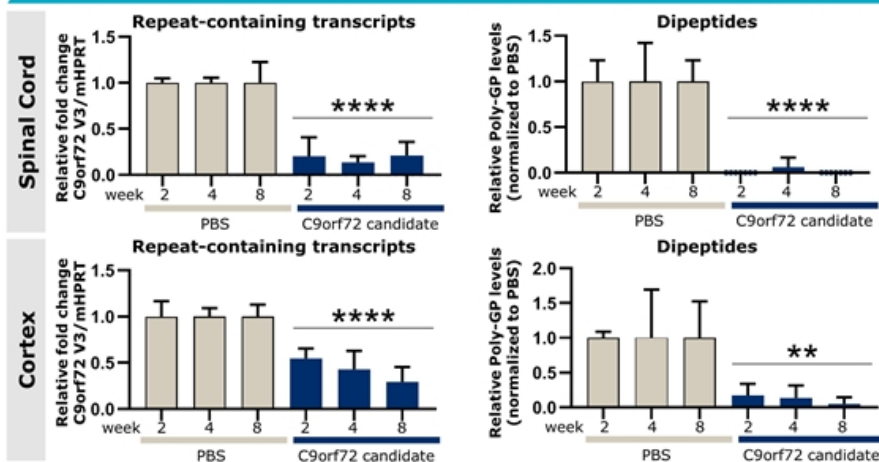 Spinal Cord
Repeat-containing transcripts
Relative fold change
C9orf72 V3/mHPRT
1.5
1.0
0.5
0.0
****
week 2 4 8 2 4 8
PBS C9orf72 candidate
Dipeptides
Relative Poly-GP levels
(normalized to PBS)
1.5
1.0
0.5
0.0
****
week 2 4 8 2 4 8
PBS C9orf72 candidate
Cortex
Repeat-containing transcripts
Relative fold change
C9orf72 V3/mHPRT
1.5
1.0
0.5
0.0
****
week 2 4 8 2 4 8
PBS C9orf72 candidate
Dipeptides
Relative Poly-GP levels
(normalized to PBS)
2.0
1.5
1.0
0.5
0.0
**
week 2 4 8 2 4 8
PBS C9orf72 candidate